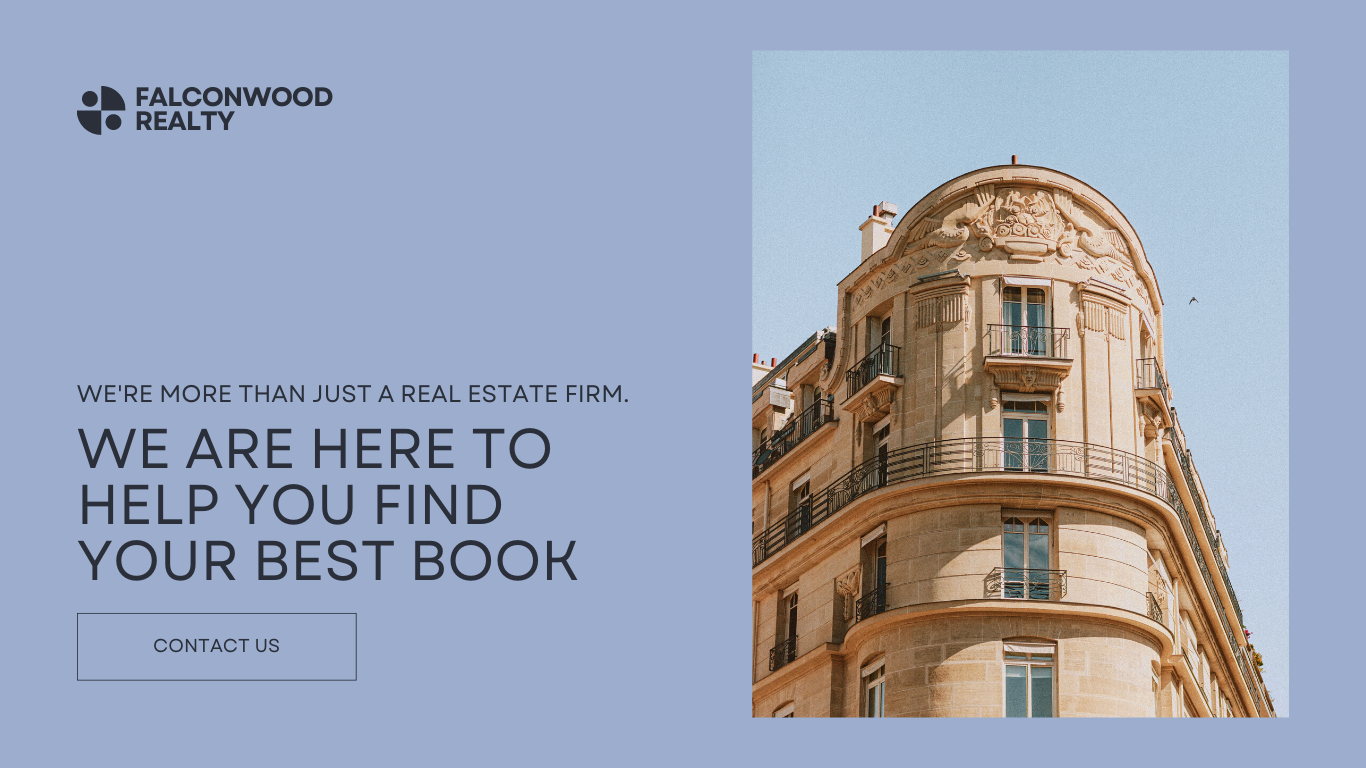 FALCONWOOD
REALTY
WE'RE MORE THAN JUST A REAL ESTATE FIRM.
WE ARE HERE TO
HELP YOU FIND
YOUR BEST BOOK
CONTACT US